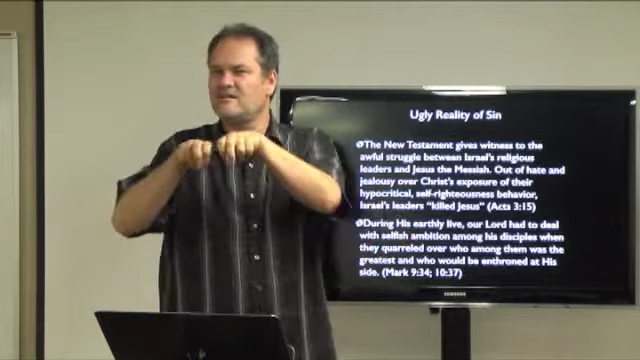 Ugly Reality of Sin
The New Testament gives witness to the
awful struggle between Israel's religious
leaders and Jesus the Messiah. Out of hate and
jealousy over Christ's exposure of their
hypocritical, self-righteousness behavior,
Israel's leaders "killed Jesus" (Acts 3:15)
During His earthly live, our Lord had to deal
with selfish ambition among his disciples when
they quarreled over who among them was the
greatest and who would be enthroned at His
side. (Mark 9:34; 10:37)
SAMSUNG
hp